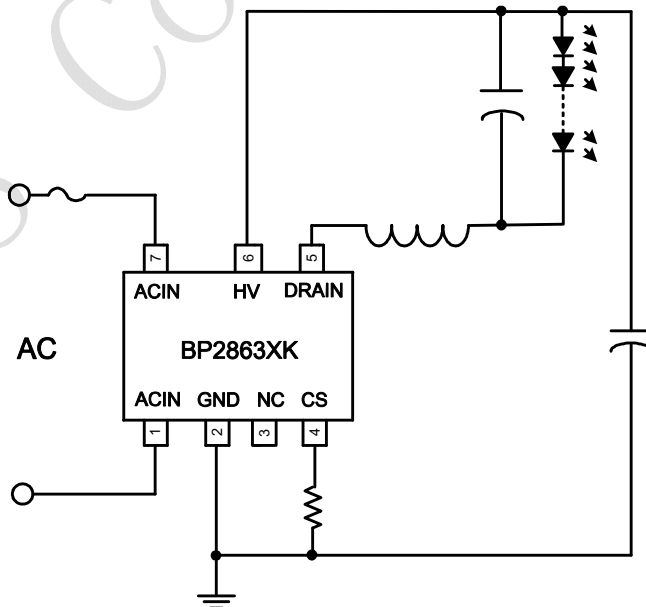 7 6 5
ACIN HV DRAIN
AC BP2863XK
ACIN GND NC CS
1 2 3 4